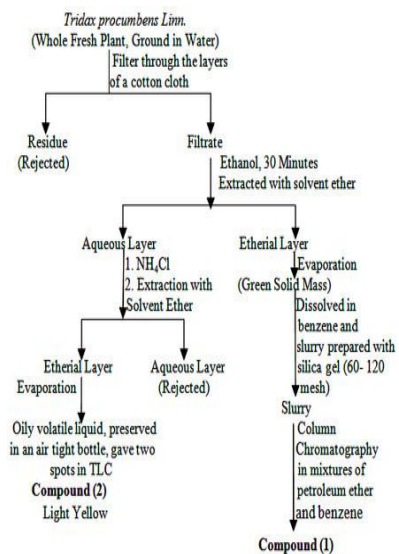 Tridax procumbens Linn.
(Whole Fresh Plant, Ground in Water)
Filter through the layers
of a cotton cloth
Residue
(Rejected)
Filtrate
Ethanol, 30 Minutes
Extracted with solvent ether
Aqueous Layer
1. NH₄Cl
2. Extraction with
Solvent Ether
Etherial Layer
Evaporation
(Green Solid Mass)
Dissolved in
benzene and
slurry prepared with
silica gel (60- 120
mesh)
Etherial Layer
Evaporation
Aqueous Layer
(Rejected)
Oily volatile liquid, preserved
in an air tight bottle, gave two
spots in TLC
Compound (2)
Light Yellow
Slurry
Column
Chromatography
in mixtures of
petroleum ether
and benzene
Compound (1)